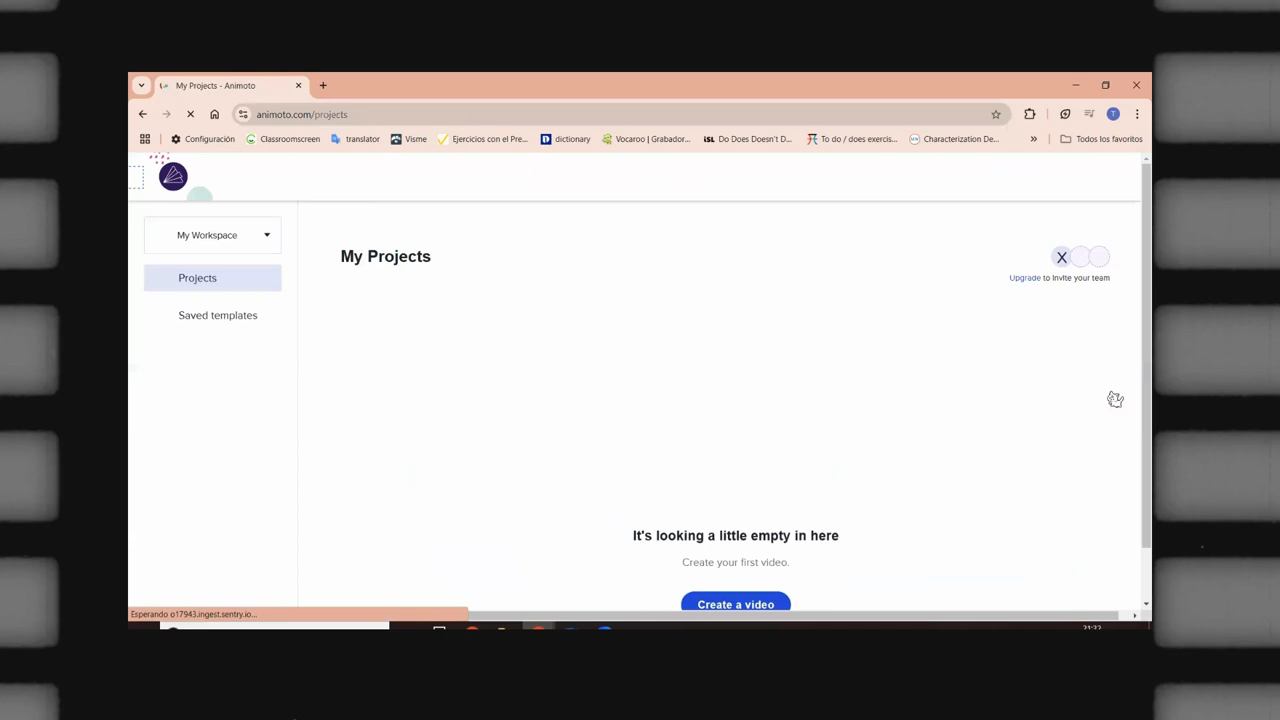 My Projects - Animoto
animoto.com/projects
Configuración
Classroomscreen
translator
Visme
Ejercicios con el Pre...
dictionary
Vocaroo | Grabador...
iSL Do Does Doesn't D...
To do / does exercis...
Characterization De...
»
Todos los favoritos
T
My Workspace
Projects
Saved templates
My Projects
X
Upgrade to invite your team
It's looking a little empty in here
Create your first video.
Create a video
Esperando o17943.ingest.sentry.io...